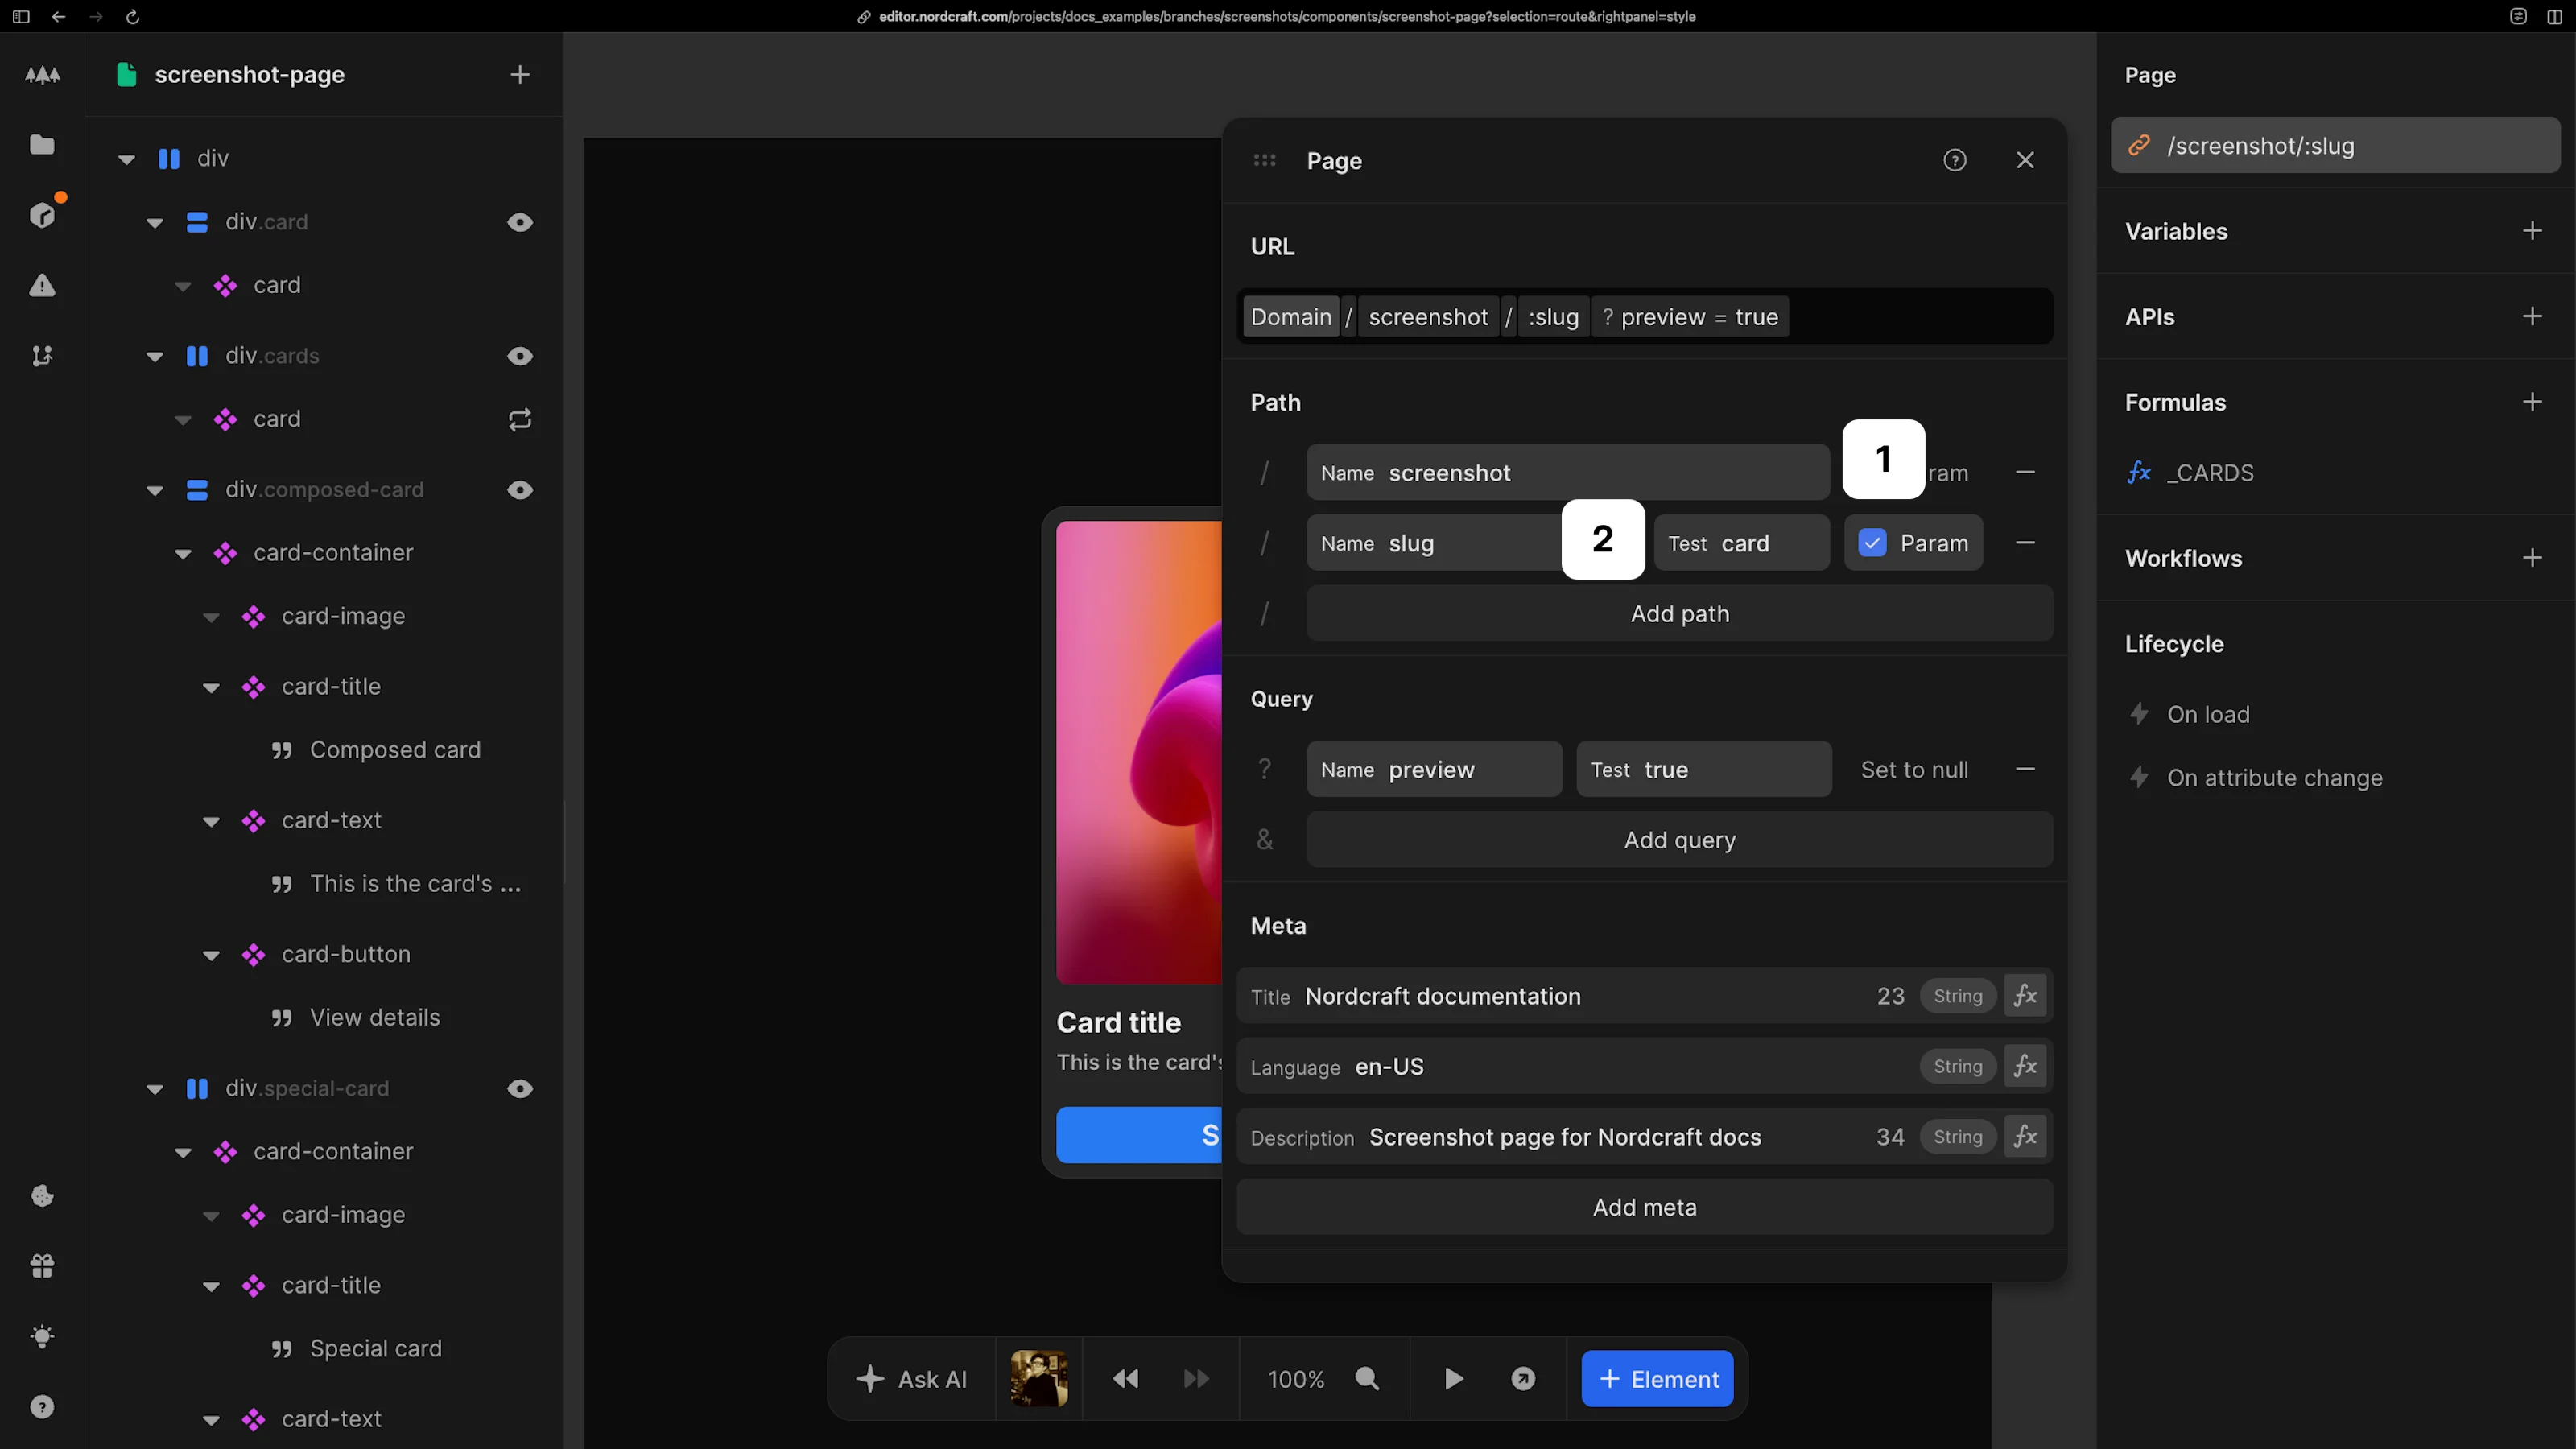 editor.nordcraft.com/projects/docs_examples/branches/screenshots/components/screenshot-page?selection=route&rightpanel=style
screenshot-page
div
div.card
card
div.cards
card
div.composed-card
card-container
card-image
card-title
Composed card
card-text
This is the card's ...
card-button
View details
div.special-card
card-container
card-image
card-title
Special card
card-text
Card title
This is the card's
S
Page
URL
Domain / screenshot / :slug ? preview = true
Path
/ Name screenshot 1 ram
/ Name slug 2 Test card Param
/ Add path
Query
? Name preview Test true Set to null
& Add query
Meta
Title Nordcraft documentation 23 String fx
Language en-US String fx
Description Screenshot page for Nordcraft docs 34 String fx
Add meta
Ask AI 100% + Element
Page
/screenshot/:slug
Variables
APIs
Formulas
fx _CARDS
Workflows
Lifecycle
On load
On attribute change